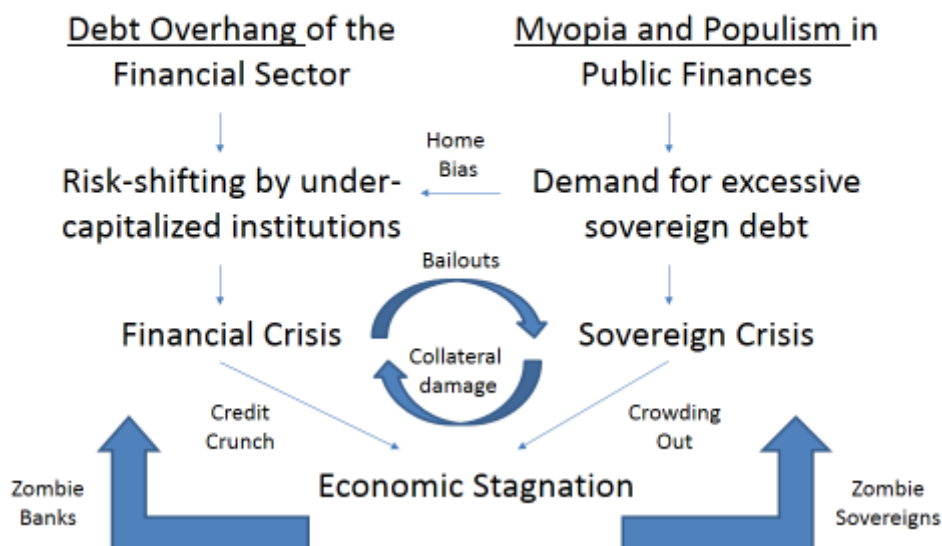 Debt Overhang of the
Financial Sector
Myopia and Populism in
Public Finances
Home
Bias
Risk-shifting by under-
capitalized institutions
Demand for excessive
sovereign debt
Bailouts
Financial Crisis
Sovereign Crisis
Collateral
damage
Credit
Crunch
Crowding
Out
Economic Stagnation
Zombie
Banks
Zombie
Sovereigns